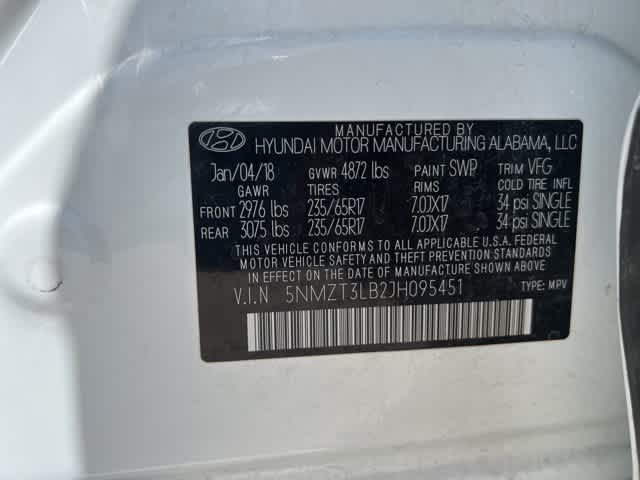 MANUFACTURED BY
HYUNDAI MOTOR MANUFACTURING ALABAMA, LLC
Jan/04/18 GVWR 4872 lbs PAINT SWP TRIM VFG
GAWR TIRES RIMS COLD TIRE INFL
FRONT 2976 lbs 235/65R17 7.0JX17 34 psi SINGLE
REAR 3075 lbs 235/65R17 7.0JX17 34 psi SINGLE
THIS VEHICLE CONFORMS TO ALL APPLICABLE U.S.A. FEDERAL
MOTOR VEHICLE SAFETY AND THEFT PREVENTION STANDARDS
IN EFFECT ON THE DATE OF MANUFACTURE SHOWN ABOVE.
V.I.N 5NMZT3LB2JH095451 TYPE: MPV